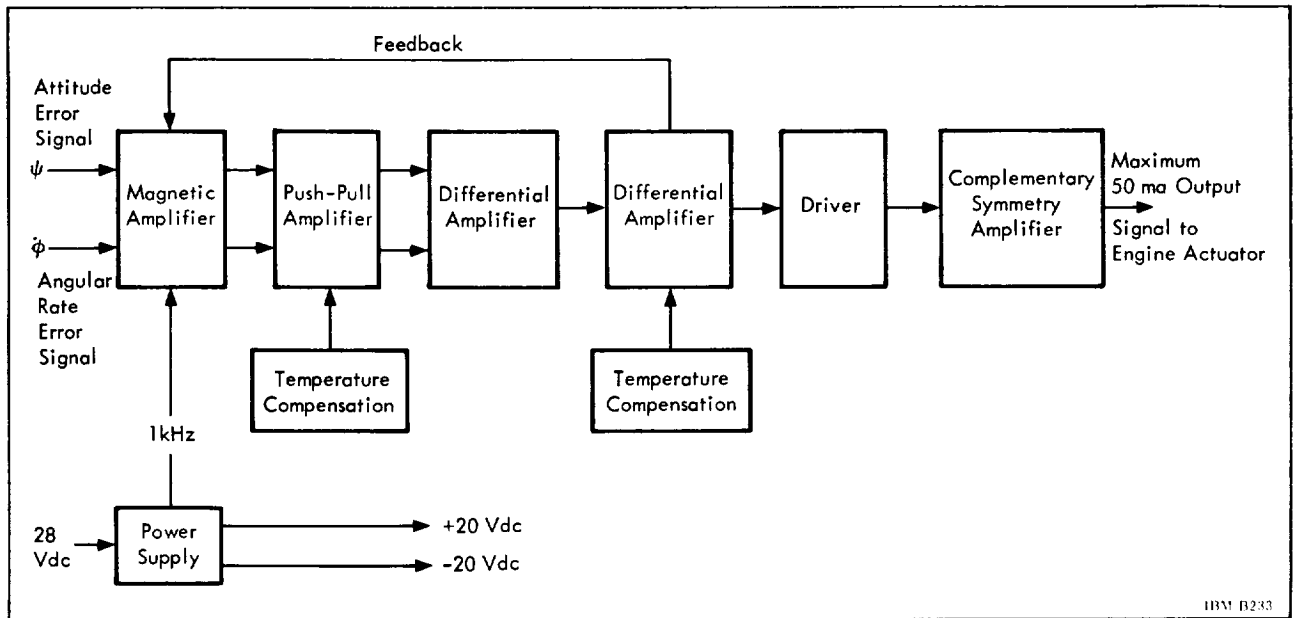 Feedback
Attitude
Error
Signal
ψ
φ̇
Angular
Rate
Error
Signal
Magnetic
Amplifier
Push-Pull
Amplifier
Differential
Amplifier
Differential
Amplifier
Driver
Complementary
Symmetry
Amplifier
Maximum
50 ma Output
Signal to
Engine Actuator
Temperature
Compensation
Temperature
Compensation
1kHz
28
Vdc
Power
Supply
+20 Vdc
-20 Vdc
IBM B233